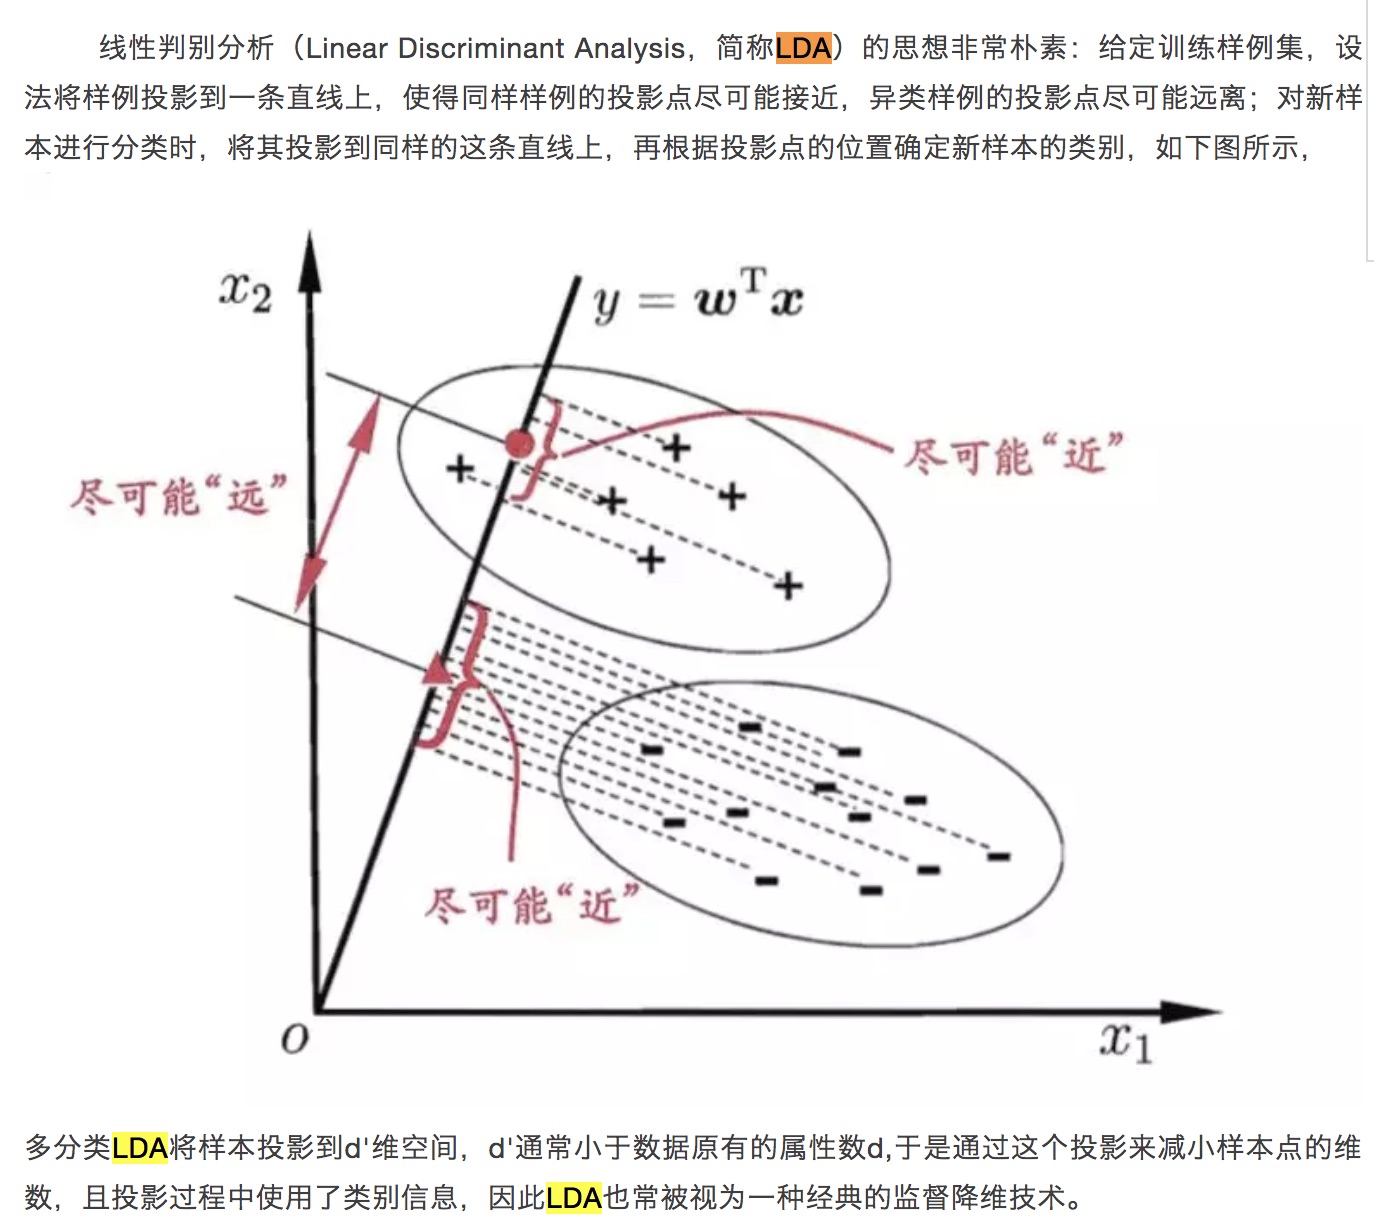 线性判别分析（Linear Discriminant Analysis，简称LDA）的思想非常朴素：给定训练样例集，设
法将样例投影到一条直线上，使得同样样例的投影点尽可能接近，异类样例的投影点尽可能远离；对新样
本进行分类时，将其投影到同样的这条直线上，再根据投影点的位置确定新样本的类别，如下图所示，
x₂
y = wᵀx
尽可能“近”
尽可能“远”
尽可能“近”
O
x₁
多分类LDA将样本投影到d'维空间，d'通常小于数据原有的属性数d,于是通过这个投影来减小样本点的维
数，且投影过程中使用了类别信息，因此LDA也常被视为一种经典的监督降维技术。